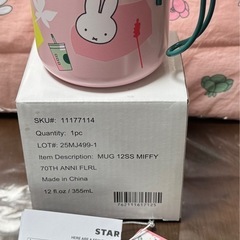 SKU#: 11177114
Quantity: 1pc
LOT#: 25MJ499-1
Item Description: MUG 12SS MIFFY
70TH ANNI FLRL
Made in China
12 fl.oz / 355mL
STAR